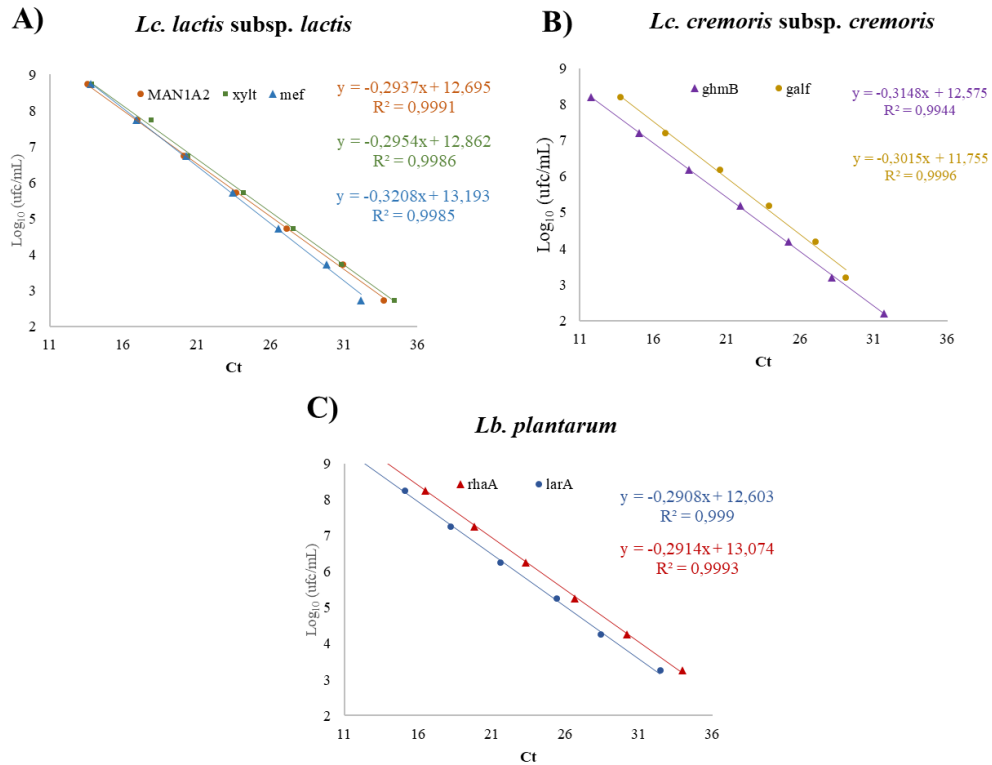 A)
Lc. lactis subsp. lactis
MAN1A2 xylt mef
y = -0,2937x + 12,695
R² = 0,9991
y = -0,2954x + 12,862
R² = 0,9986
y = -0,3208x + 13,193
R² = 0,9985
Log₁₀ (ufc/mL)
9
8
7
6
5
4
3
2
11 16 21 26 31 36
Ct
B)
Lc. cremoris subsp. cremoris
ghmB galf
y = -0,3148x + 12,575
R² = 0,9944
y = -0,3015x + 11,755
R² = 0,9996
Log₁₀ (ufc/mL)
9
8
7
6
5
4
3
2
11 16 21 26 31 36
Ct
C)
Lb. plantarum
rhaA larA
y = -0,2908x + 12,603
R² = 0,999
y = -0,2914x + 13,074
R² = 0,9993
Log₁₀ (ufc/mL)
9
8
7
6
5
4
3
2
11 16 21 26 31 36
Ct